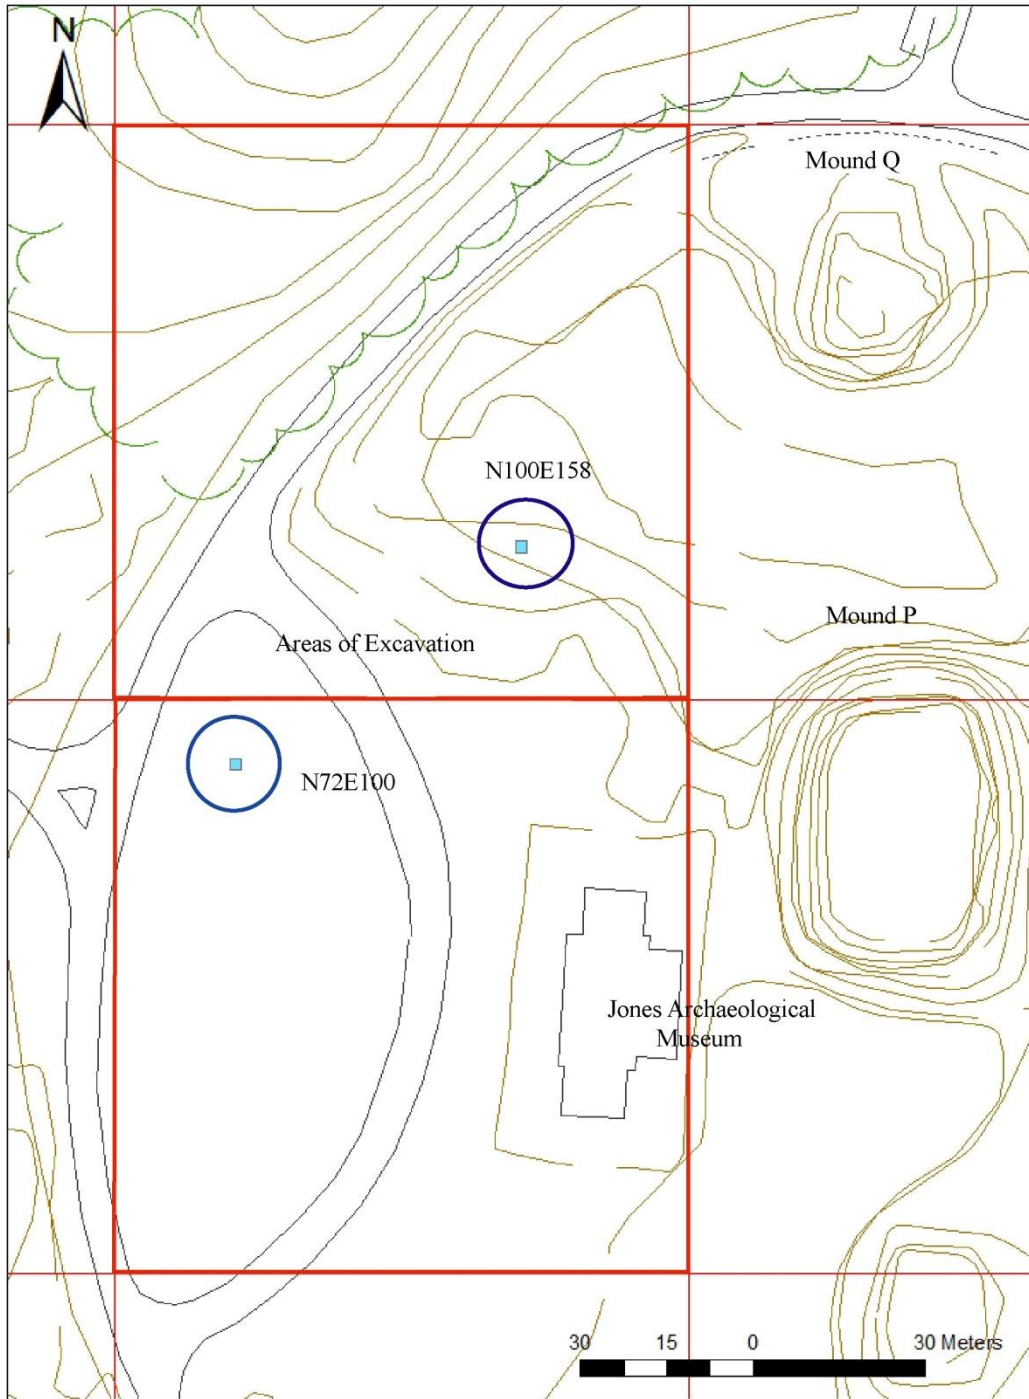 N
Mound Q
N100E158
Mound P
Areas of Excavation
N72E100
Jones Archaeological
Museum
30 15 0 30 Meters